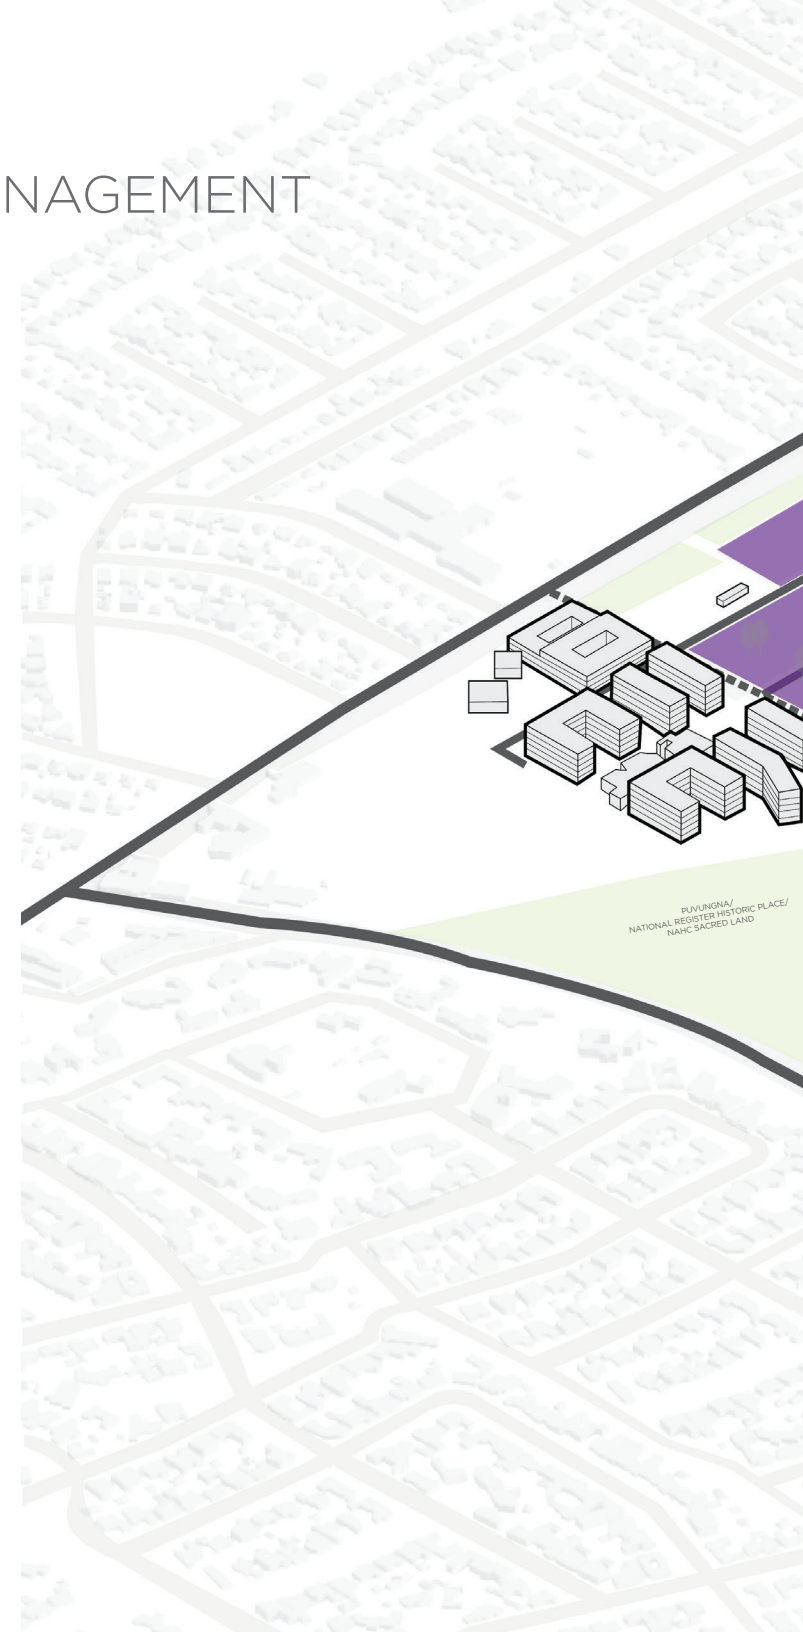 NAGEMENT
PUVUNGNA/
NATIONAL REGISTER HISTORIC PLACE/
NAHC SACRED LAND